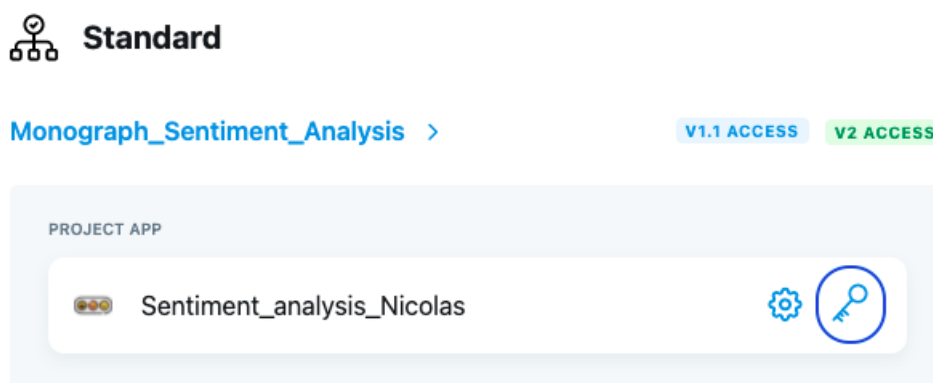 Standard
Monograph_Sentiment_Analysis
V1.1 ACCESS
V2 ACCESS
PROJECT APP
Sentiment_analysis_Nicolas